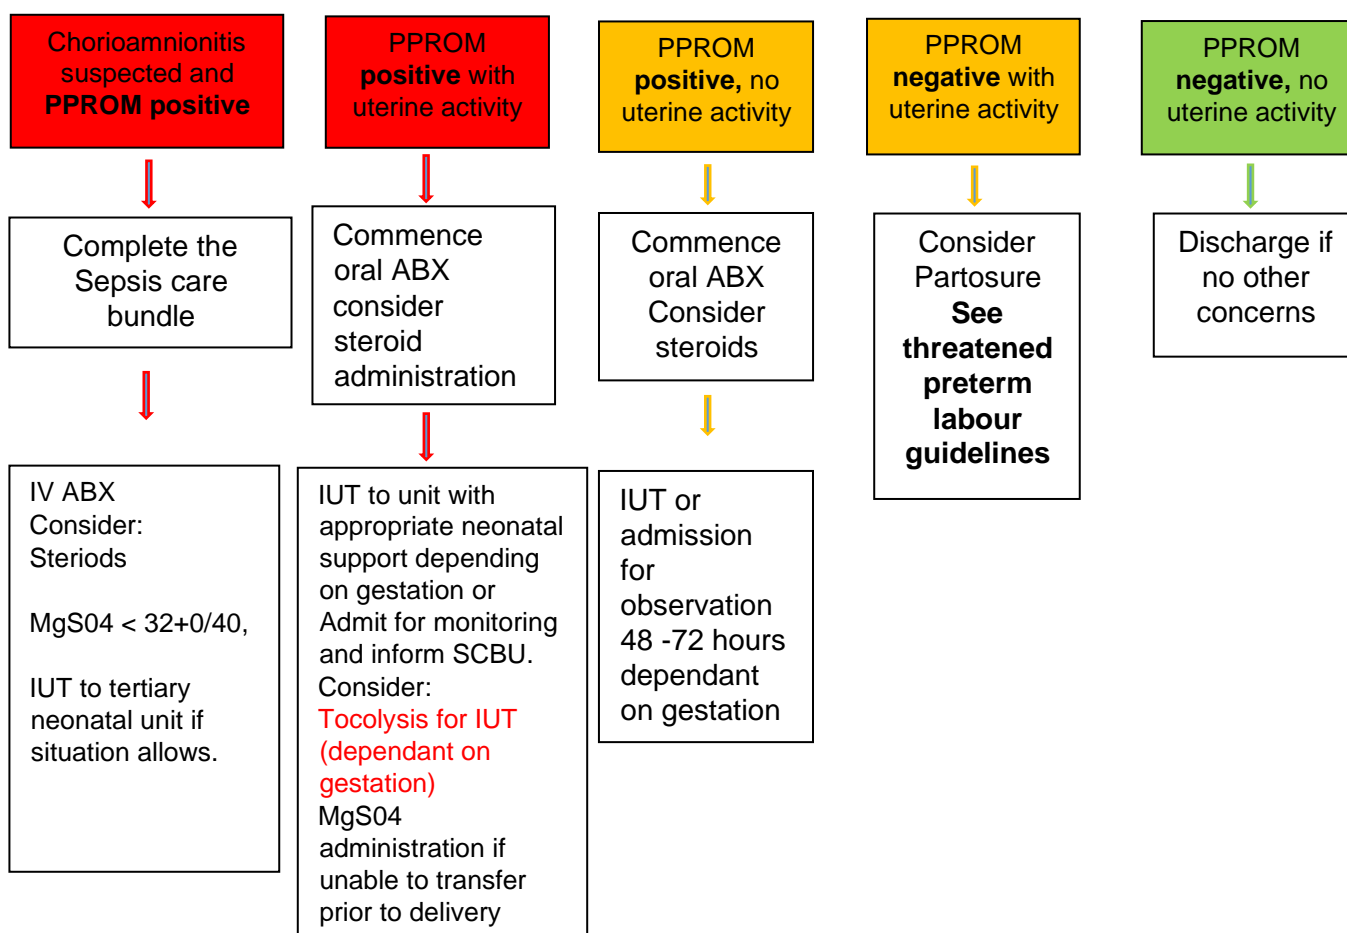 Chorioamnionitis
suspected and
PPROM positive
Complete the
Sepsis care
bundle
IV ABX
Consider:
Steriods
MgS04 < 32+0/40,
IUT to tertiary
neonatal unit if
situation allows.
PPROM
positive with
uterine activity
Commence
oral ABX
consider
steroid
administration
IUT to unit with
appropriate neonatal
support depending
on gestation or
Admit for monitoring
and inform SCBU.
Consider:
Tocolysis for IUT
(dependant on
gestation)
MgS04
administration if
unable to transfer
prior to delivery
PPROM
positive, no
uterine activity
Commence
oral ABX
Consider
steroids
IUT or
admission
for
observation
48 -72 hours
dependant
on gestation
PPROM
negative with
uterine activity
Consider
Partosure
See
threatened
preterm
labour
guidelines
PPROM
negative, no
uterine activity
Discharge if
no other
concerns